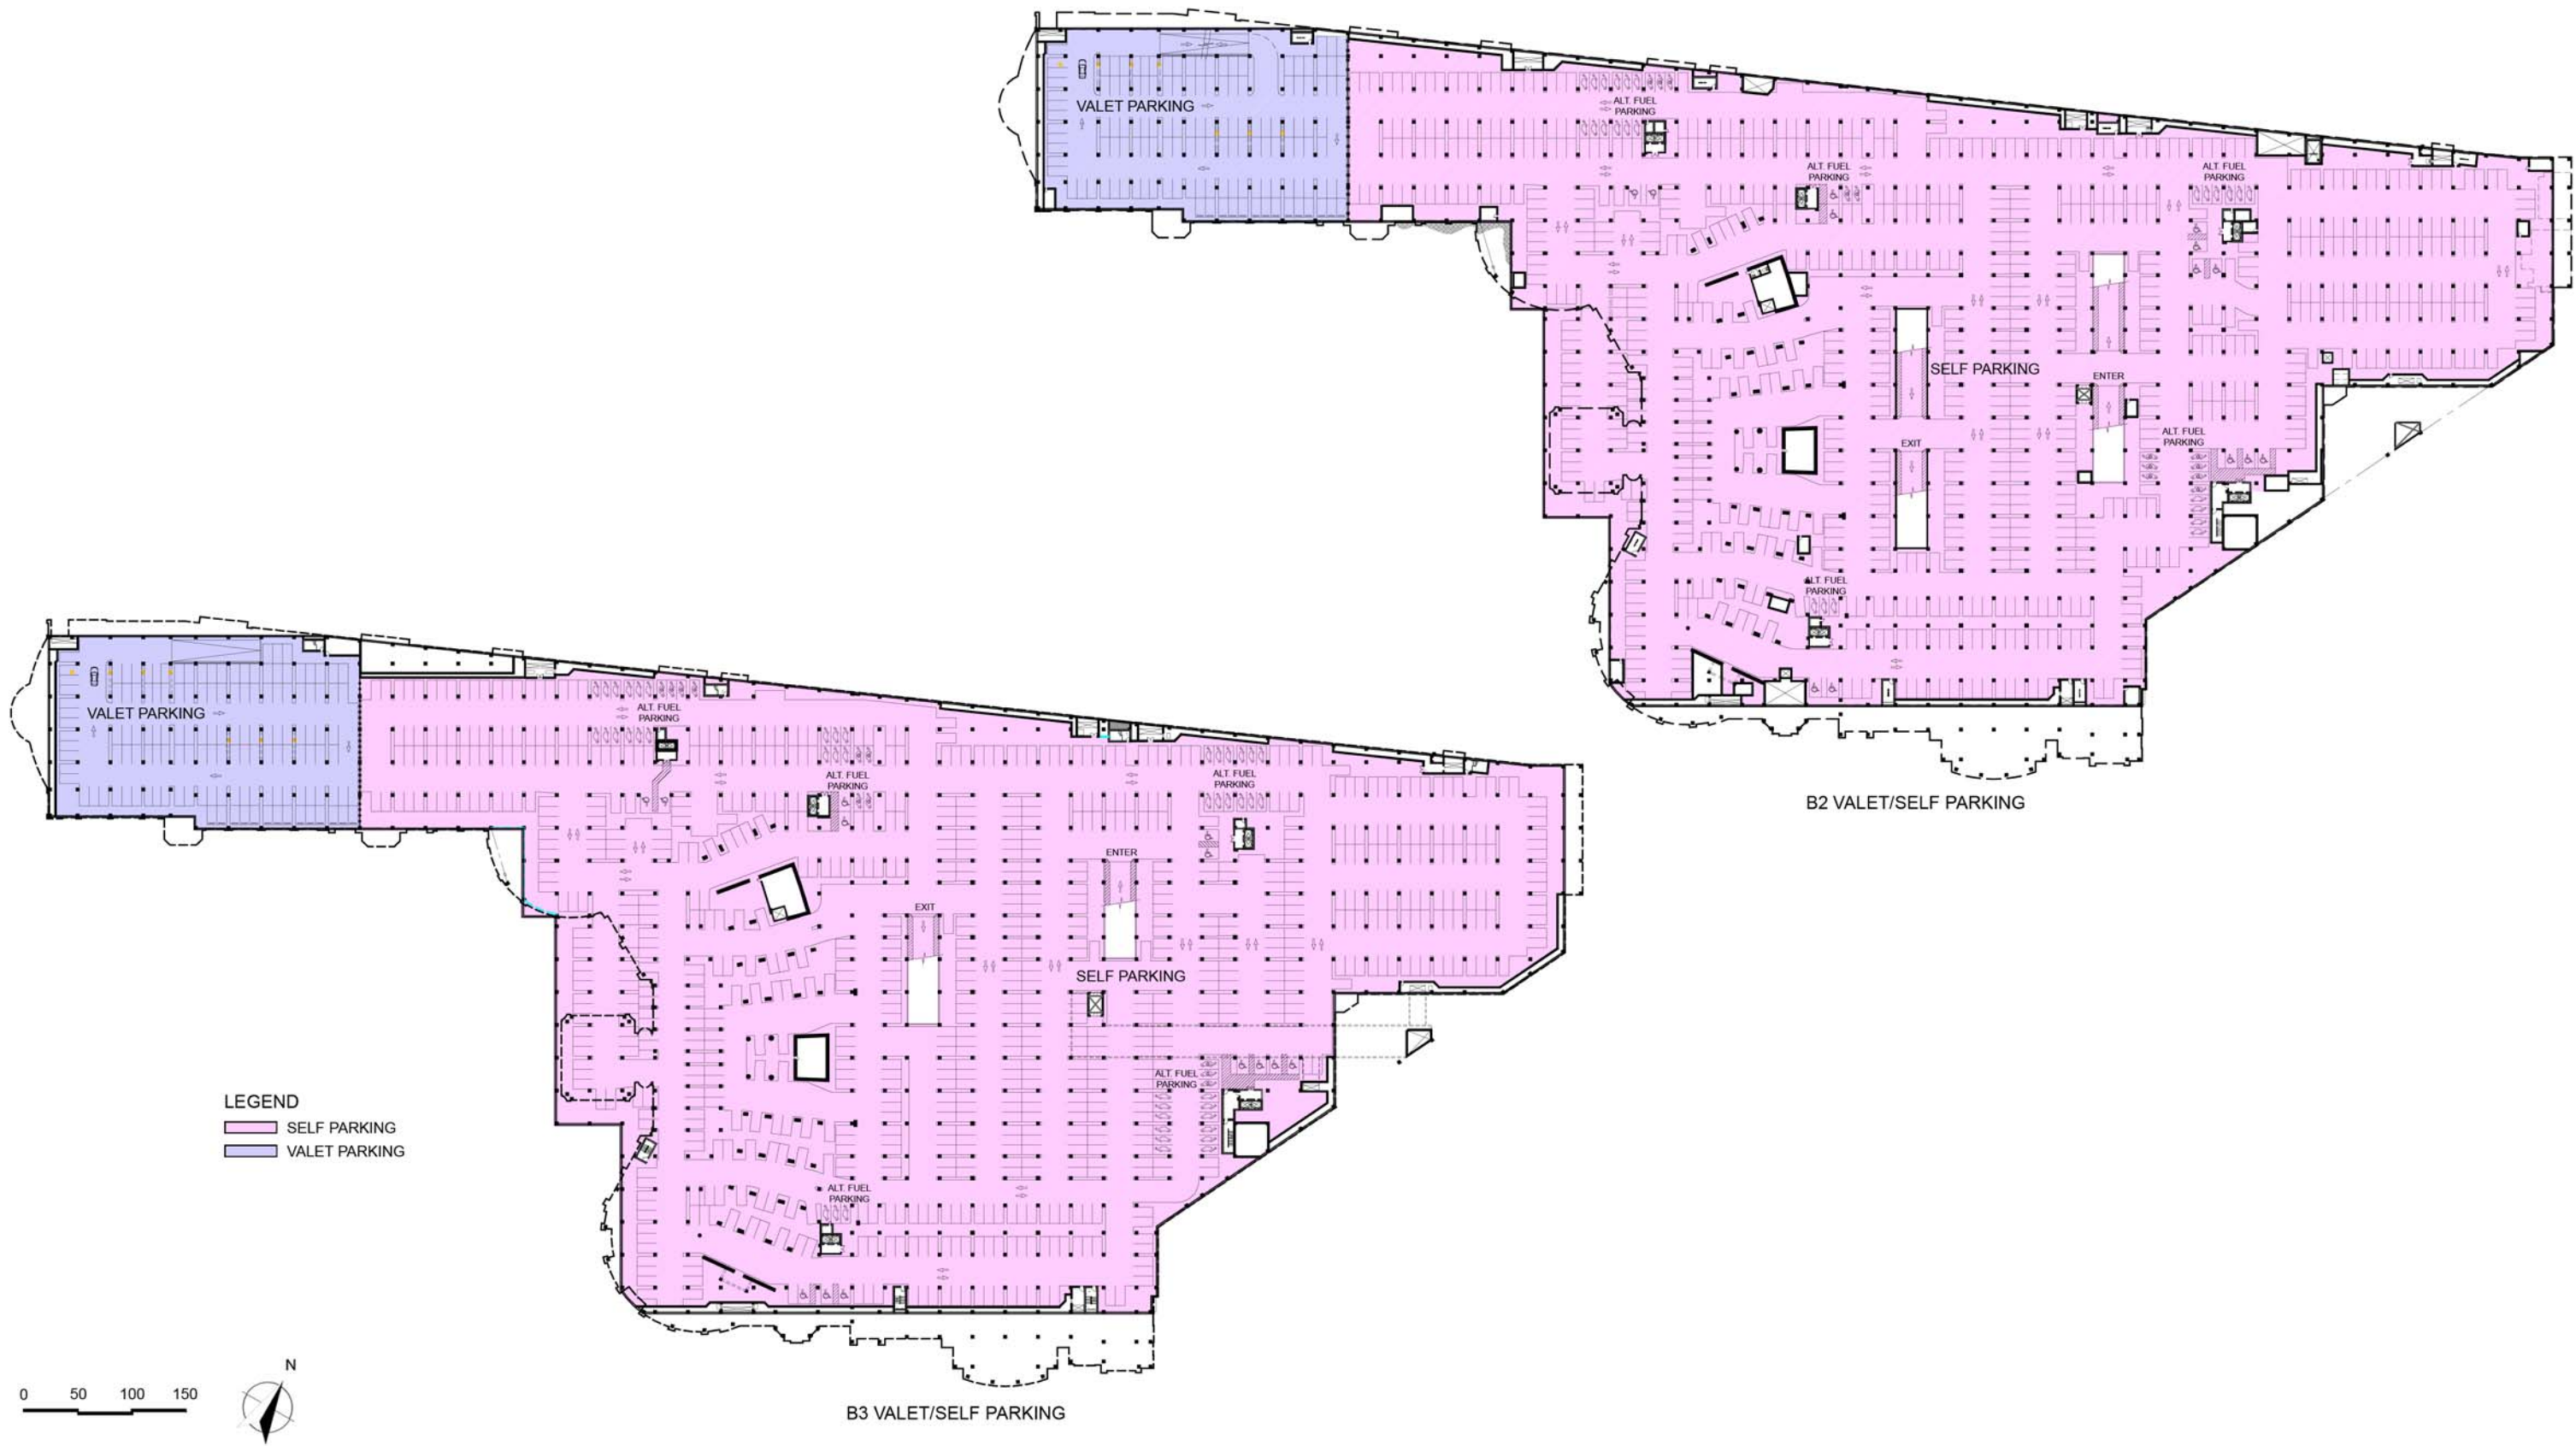 VALET PARKING
ALT. FUEL
PARKING
ALT. FUEL
PARKING
ALT. FUEL
PARKING
SELF PARKING
ENTER
EXIT
ALT. FUEL
PARKING
ALT. FUEL
PARKING
B2 VALET/SELF PARKING
VALET PARKING
ALT. FUEL
PARKING
ALT. FUEL
PARKING
ALT. FUEL
PARKING
ENTER
EXIT
SELF PARKING
ALT. FUEL
PARKING
ALT. FUEL
PARKING
B3 VALET/SELF PARKING
LEGEND
SELF PARKING
VALET PARKING
0 50 100 150
N